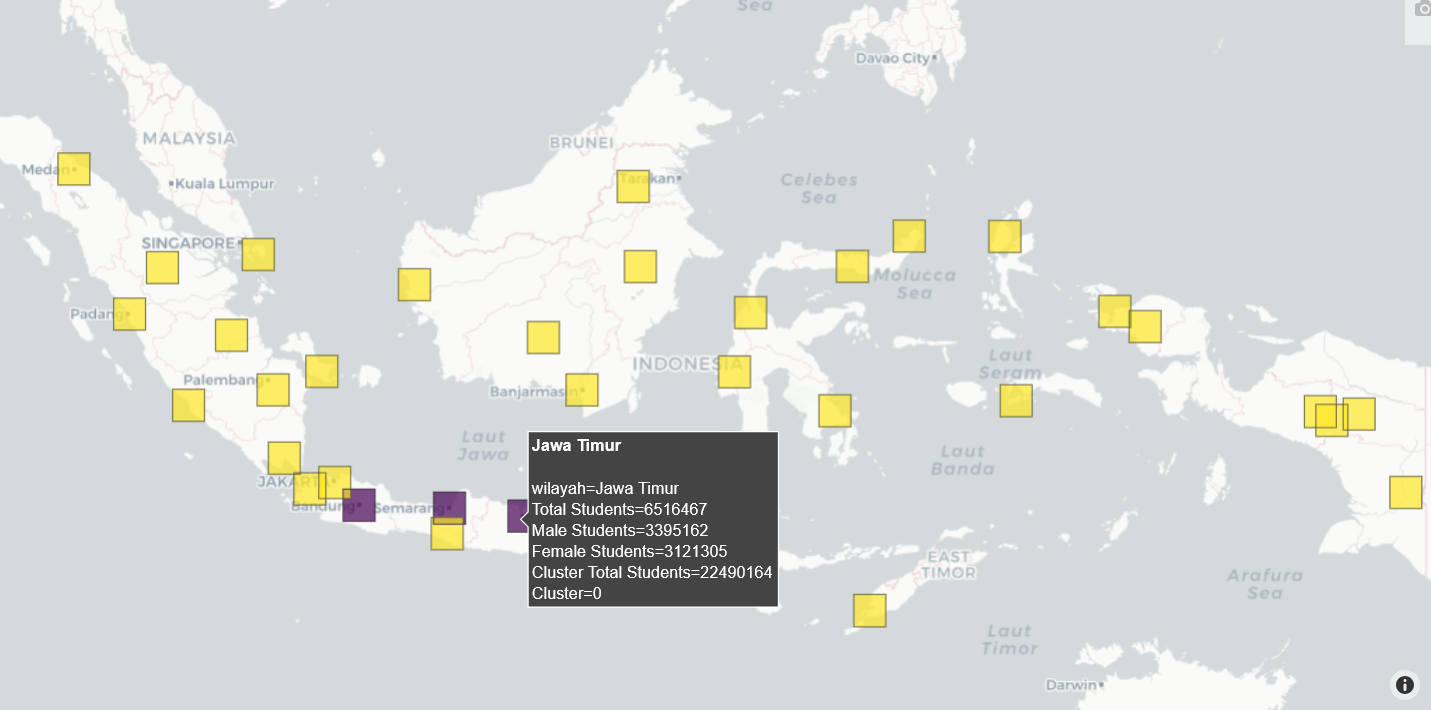 Sea
Davao City
MALAYSIA
BRUNEI
Medan
Kuala Lumpur
Tarakan
Celebes
Sea
SINGAPORE
Molucca
Sea
Padang
INDONESIA
Laut
Seram
Palembang
Banjarmasin
Laut
Jawa
Laut
Banda
JAKARTA
Bandung
Semarang
Jawa Timur
wilayah=Jawa Timur
Total Students=6516467
Male Students=3395162
Female Students=3121305
Cluster Total Students=22490164
Cluster=0
EAST
TIMOR
Arafura
Sea
Laut
Timor
Darwin